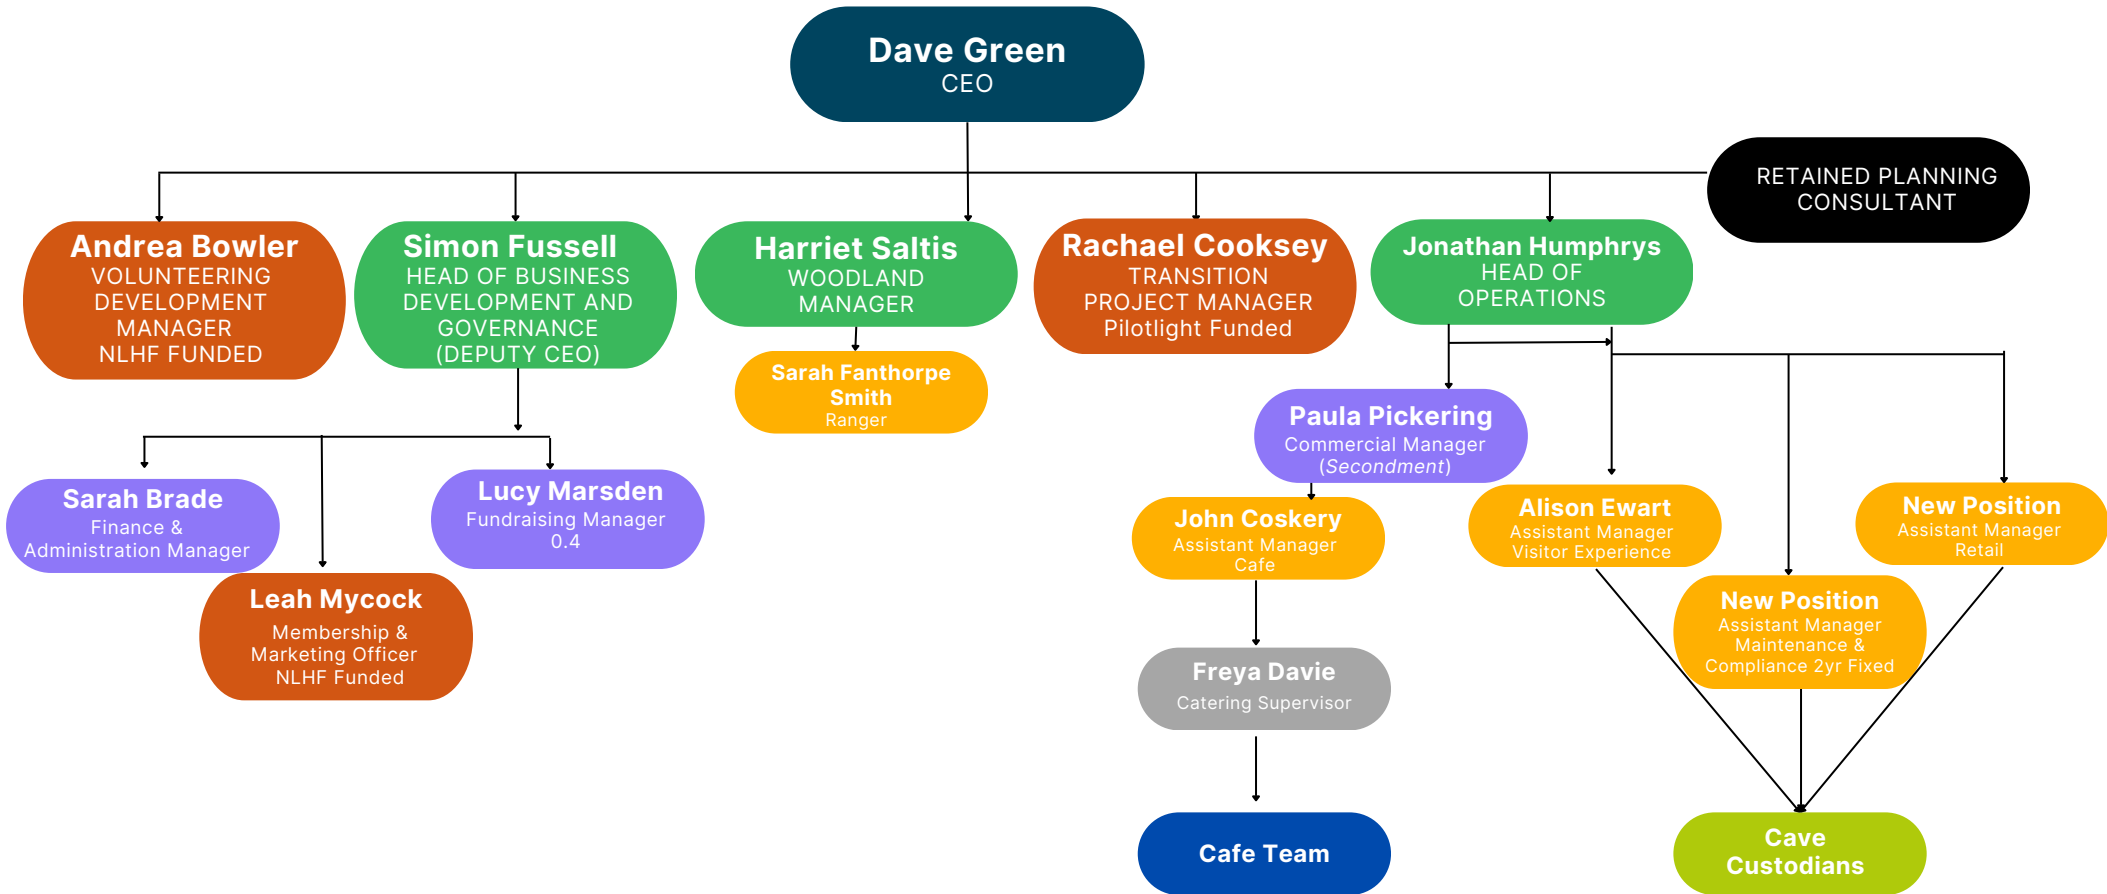 Dave Green
CEO
RETAINED PLANNING
CONSULTANT
Andrea Bowler
VOLUNTEERING
DEVELOPMENT
MANAGER
NLHF FUNDED
Simon Fussell
HEAD OF BUSINESS
DEVELOPMENT AND
GOVERNANCE
(DEPUTY CEO)
Harriet Saltis
WOODLAND
MANAGER
Rachael Cooksey
TRANSITION
PROJECT MANAGER
Pilotlight Funded
Jonathan Humphrys
HEAD OF
OPERATIONS
Sarah Fanthorpe
Smith
Ranger
Paula Pickering
Commercial Manager
(Secondment)
Sarah Brade
Finance &
Administration Manager
Lucy Marsden
Fundraising Manager
0.4
John Coskery
Assistant Manager
Cafe
Alison Ewart
Assistant Manager
Visitor Experience
New Position
Assistant Manager
Retail
Leah Mycock
Membership &
Marketing Officer
NLHF Funded
New Position
Assistant Manager
Maintenance &
Compliance 2yr Fixed
Freya Davie
Catering Supervisor
Cafe Team
Cave
Custodians